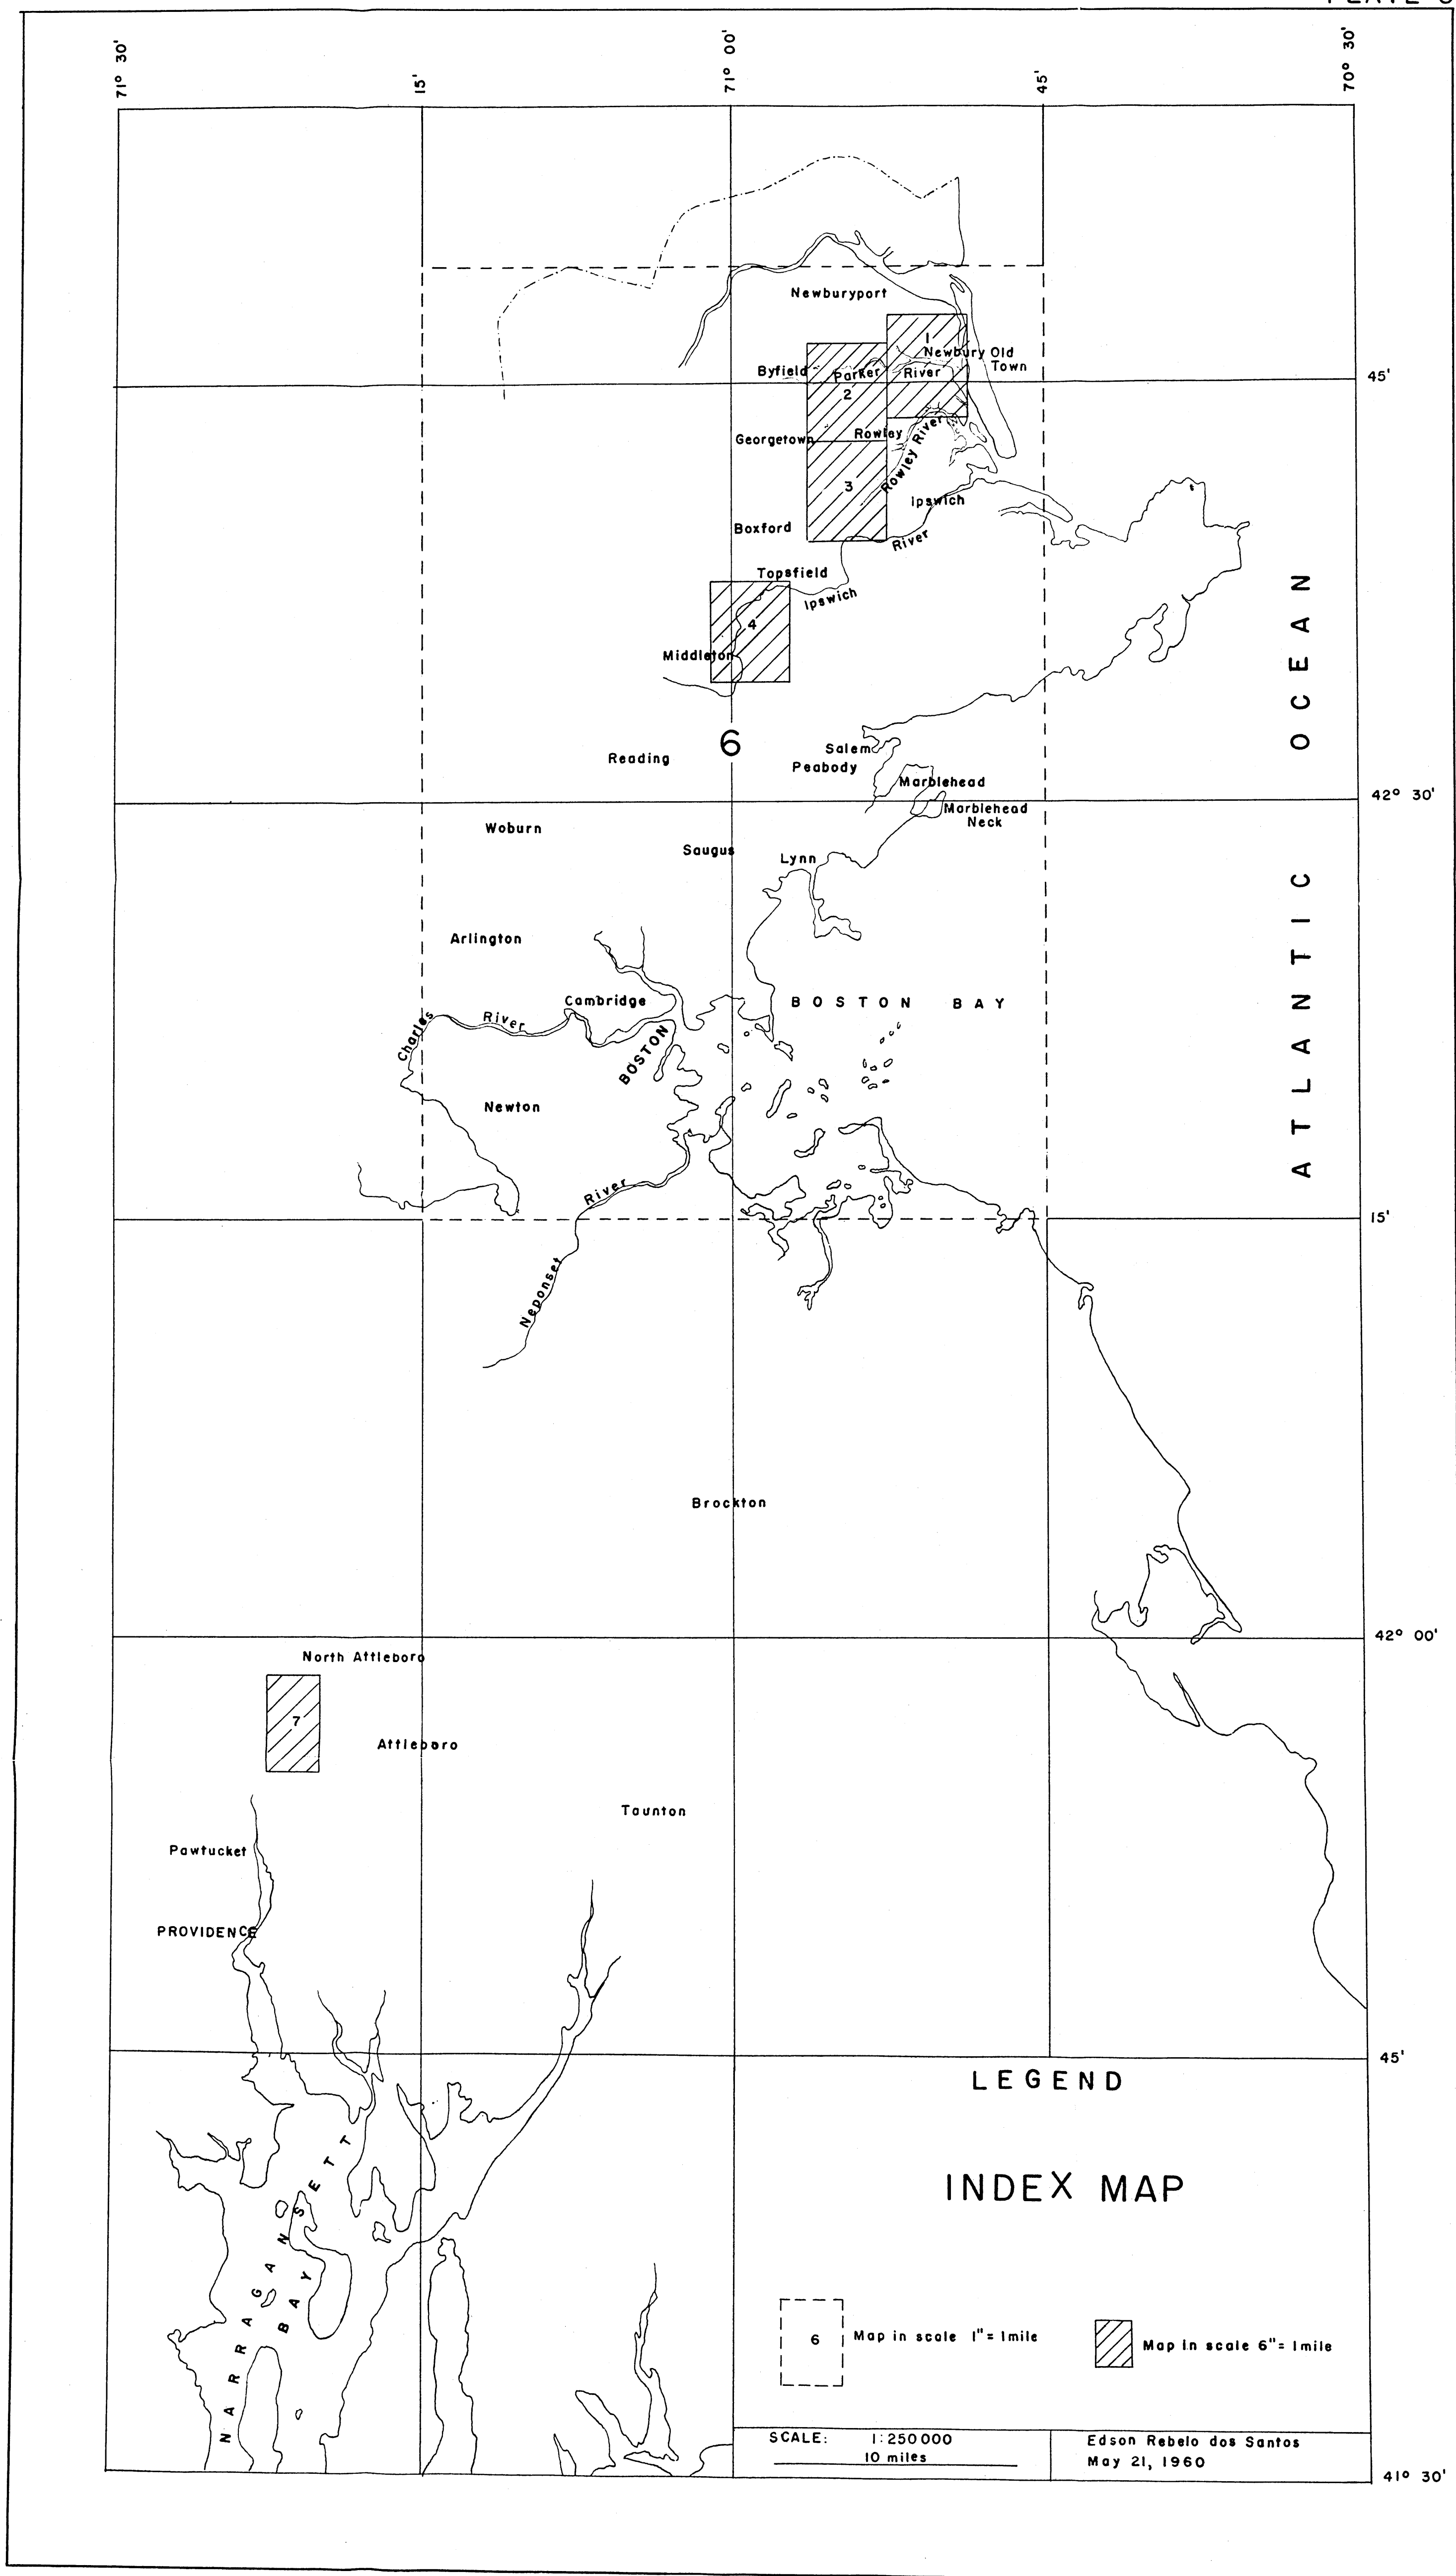 71° 30'
15'
71° 00'
45'
70° 30'
Newburyport
1
Newbury Old
Town
Byfield
Parker River
2
45'
Georgetown
Rowley
Rowley River
3
Ipswich
Boxford
River
Topsfield
Ipswich
4
Middleton
6
Reading
Salem
Peabody
Marblehead
42° 30'
Marblehead
Neck
Woburn
Saugus
Lynn
ATLANTIC OCEAN
Arlington
Cambridge
BOSTON BAY
Charles River
BOSTON
Newton
Neponset River
15'
Brockton
42° 00'
North Attleboro
7
Attleboro
Taunton
Pawtucket
PROVIDENCE
45'
NARRAGANSETT
BAY
LEGEND
INDEX MAP
6 Map in scale 1"= 1mile
Map in scale 6"= 1mile
SCALE: 1:250000
10 miles
Edson Rebelo dos Santos
May 21, 1960
41° 30'